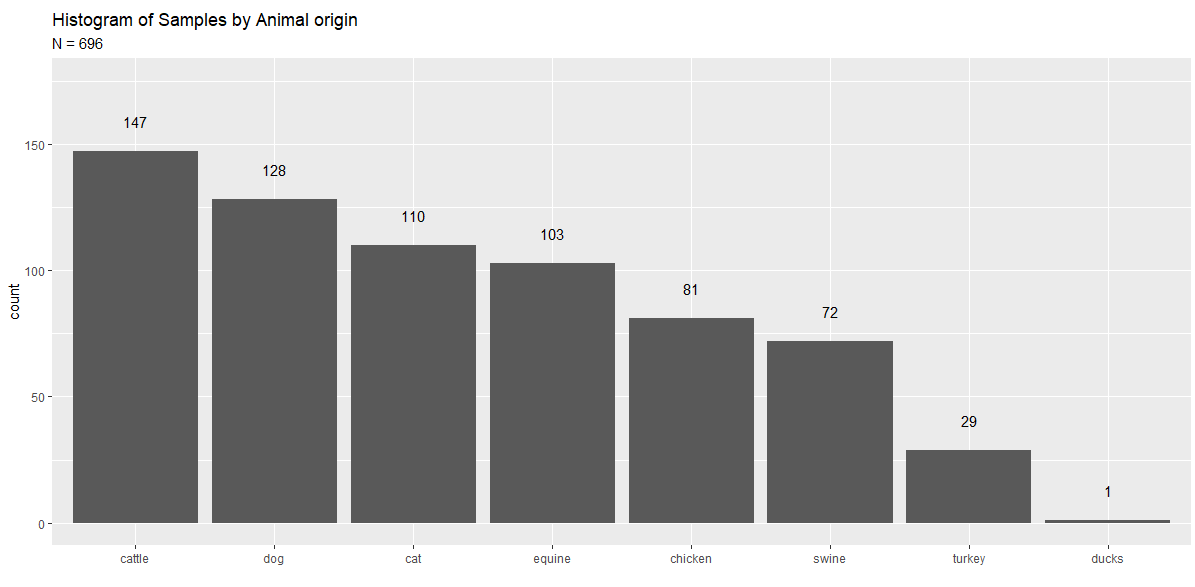 Histogram of Samples by Animal origin
N = 696
count
150
100
50
0
147
128
110
103
81
72
29
1
cattle
dog
cat
equine
chicken
swine
turkey
ducks